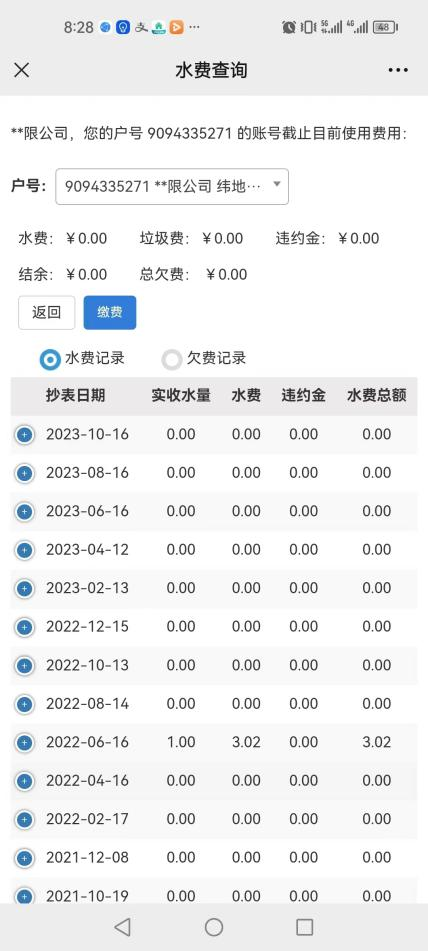 8:28 支 ··· 5G 4G 48
水费查询
**限公司，您的户号 9094335271 的账号截止目前使用费用：
户号： 9094335271 **限公司 纬地···
水费：￥0.00 垃圾费：￥0.00 违约金：￥0.00
结余：￥0.00 总欠费：￥0.00
返回 缴费
水费记录 欠费记录
抄表日期 实收水量 水费 违约金 水费总额
2023-10-16 0.00 0.00 0.00 0.00
2023-08-16 0.00 0.00 0.00 0.00
2023-06-16 0.00 0.00 0.00 0.00
2023-04-12 0.00 0.00 0.00 0.00
2023-02-13 0.00 0.00 0.00 0.00
2022-12-15 0.00 0.00 0.00 0.00
2022-10-13 0.00 0.00 0.00 0.00
2022-08-14 0.00 0.00 0.00 0.00
2022-06-16 1.00 3.02 0.00 3.02
2022-04-16 0.00 0.00 0.00 0.00
2022-02-17 0.00 0.00 0.00 0.00
2021-12-08 0.00 0.00 0.00 0.00
2021-10-19 0.00 0.00 0.00 0.00